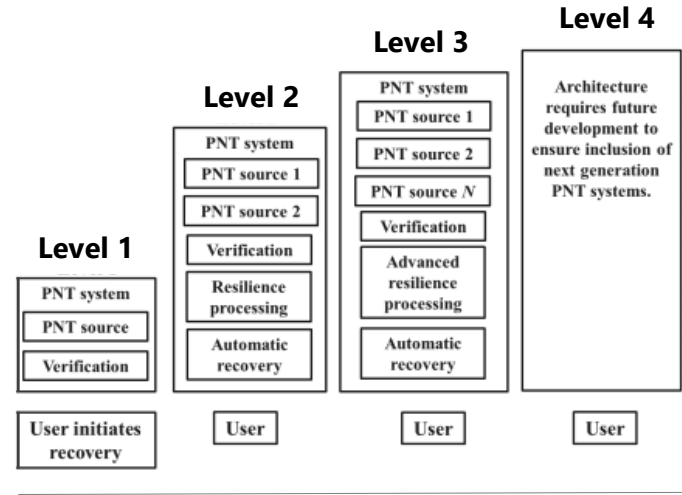 Level 1
PNT system
PNT source
Verification
User initiates
recovery
Level 2
PNT system
PNT source 1
PNT source 2
Verification
Resilience
processing
Automatic
recovery
User
Level 3
PNT system
PNT source 1
PNT source 2
PNT source N
Verification
Advanced
resilience
processing
Automatic
recovery
User
Level 4
Architecture
requires future
development to
ensure inclusion of
next generation
PNT systems.
User